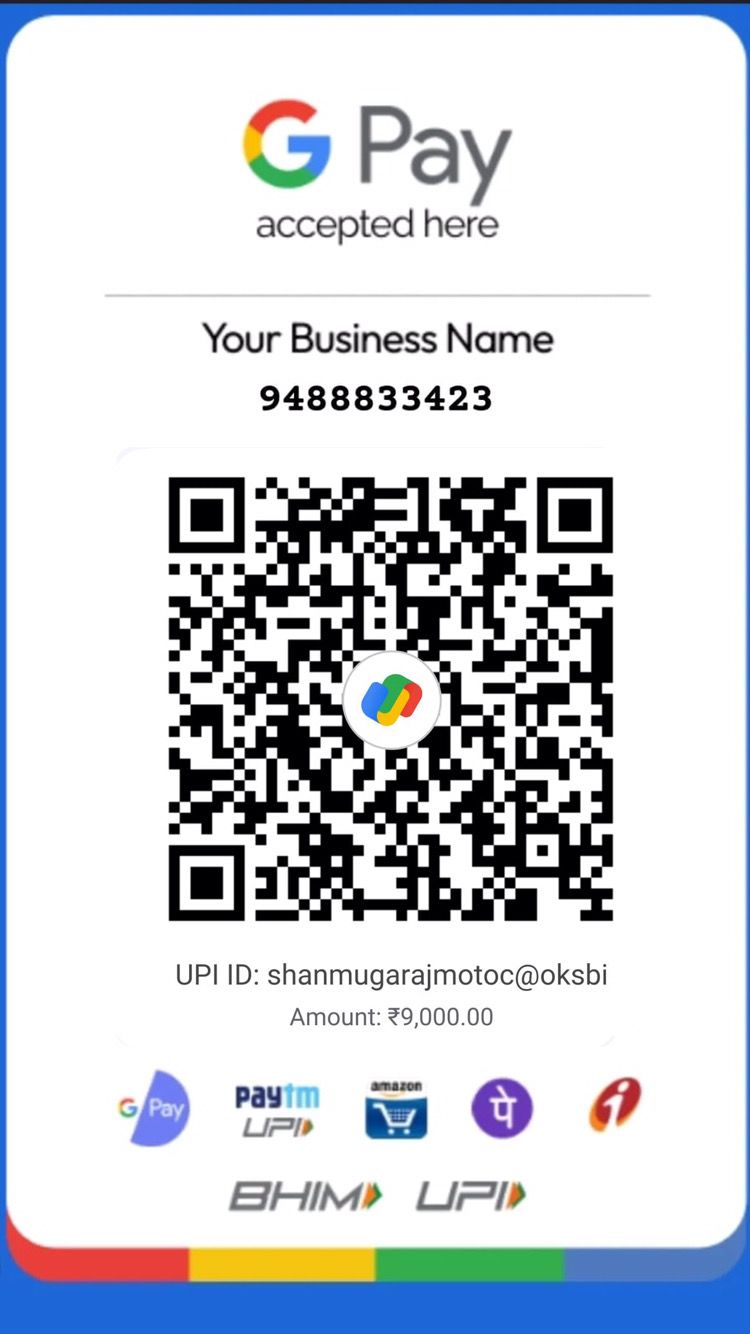 G Pay
accepted here
Your Business Name
9488833423
UPI ID: shanmugarajmotoc@oksbi
Amount: ₹9,000.00
G Pay
paytm
UPI
amazon
पे
i
BHIM UPI